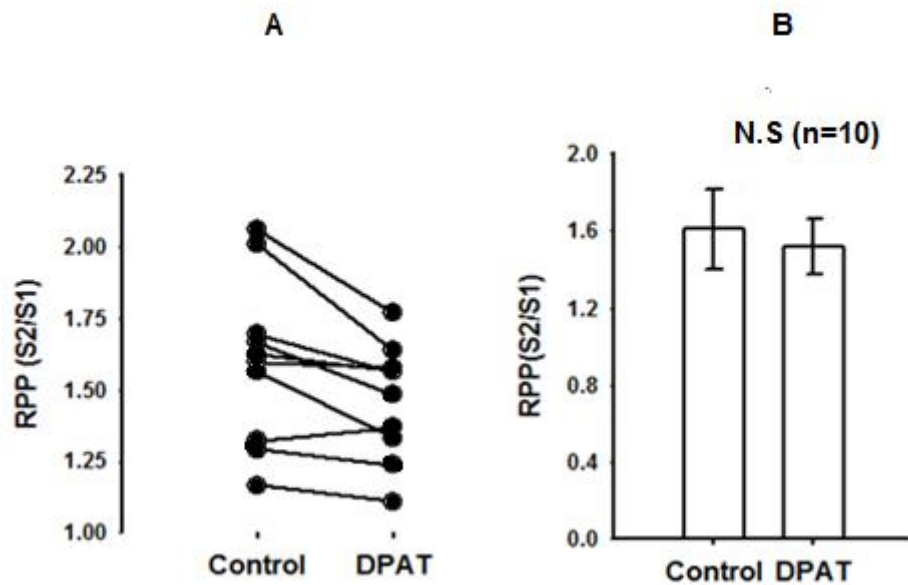 A
RPP (S2/S1)
2.25
2.00
1.75
1.50
1.25
1.00
Control DPAT
B
N.S (n=10)
RPP(S2/S1)
2.0
1.6
1.2
0.8
0.4
0.0
Control DPAT